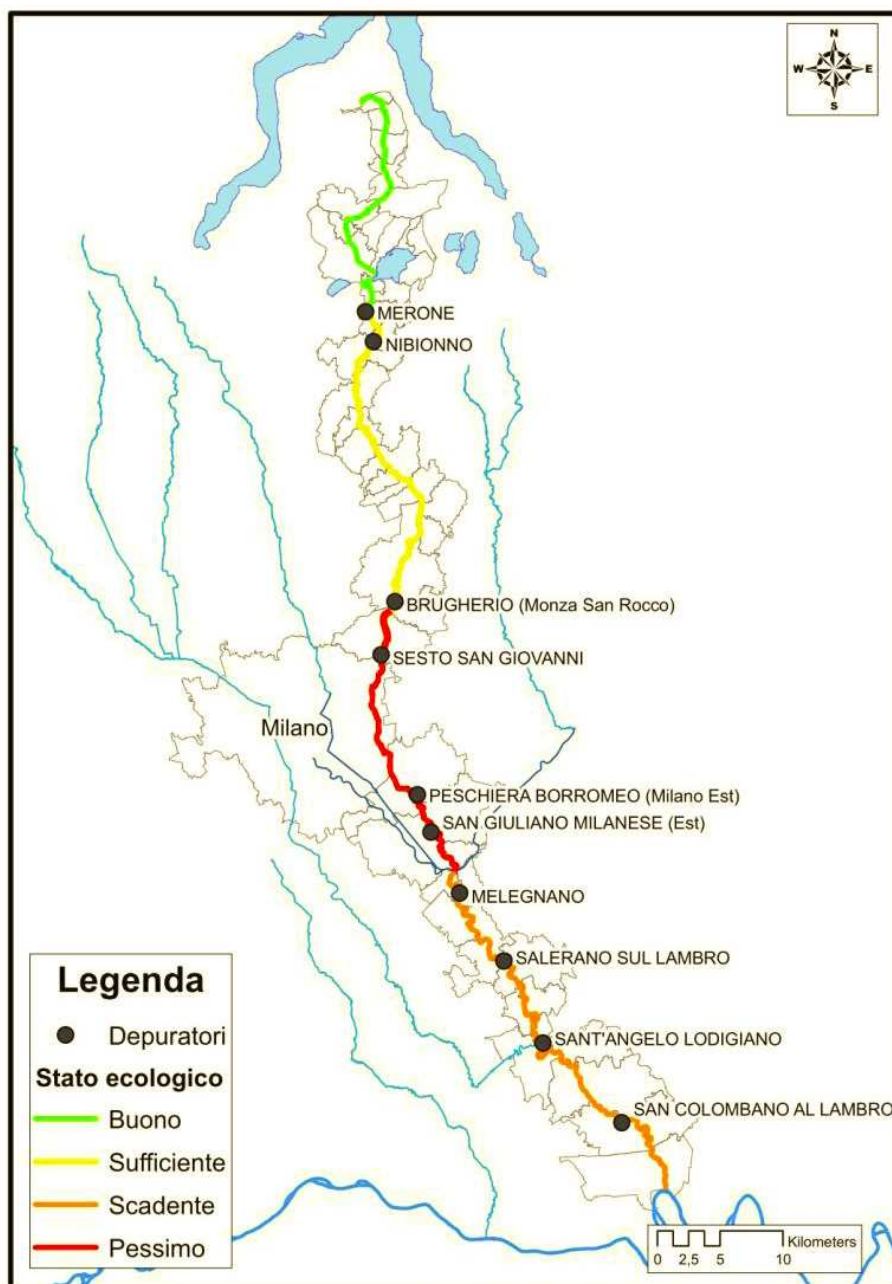 N
W E
S
MERONE
NIBIONNO
BRUGHERIO (Monza San Rocco)
SESTO SAN GIOVANNI
Milano
PESCHIERA BORROMEO (Milano Est)
SAN GIULIANO MILANESE (Est)
MELEGNANO
SALERANO SUL LAMBRO
SANT'ANGELO LODIGIANO
SAN COLOMBANO AL LAMBRO
Legenda
Depuratori
Stato ecologico
Buono
Sufficiente
Scadente
Pessimo
Kilometers
0 2,5 5 10